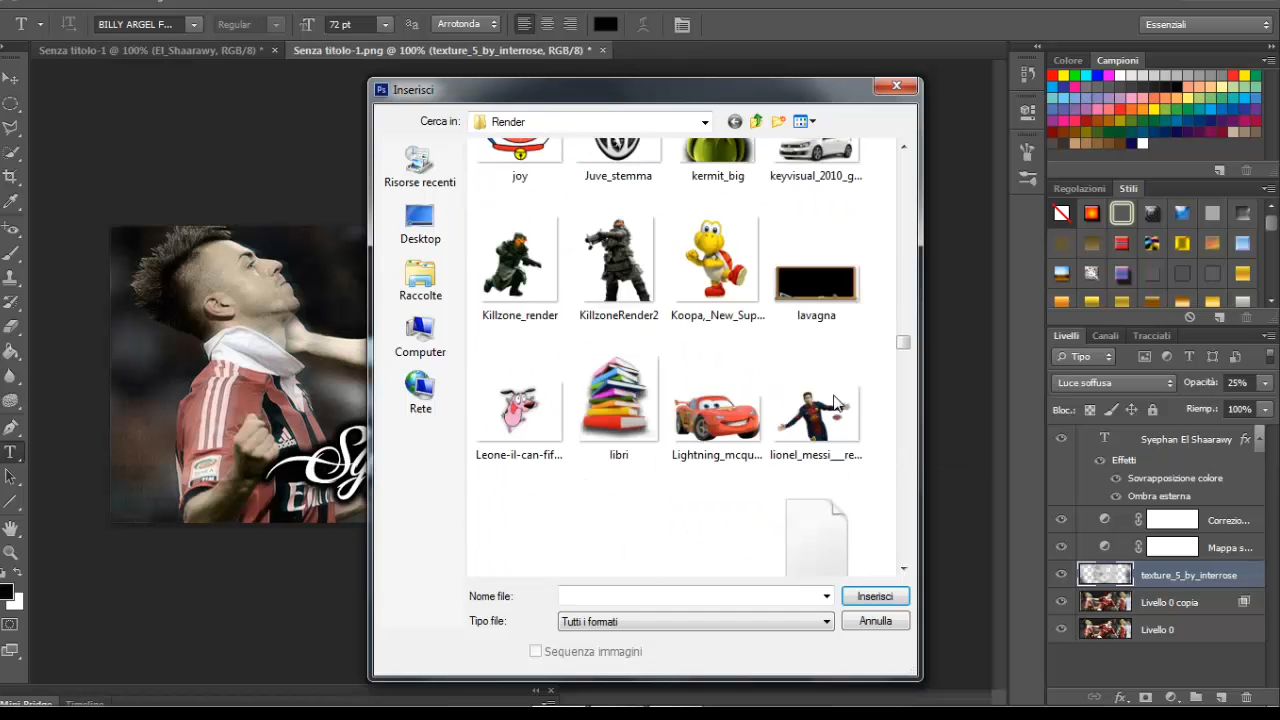 BILLY ARGEL F... Regular 72 pt Arrotonda Essenziali
Senza titolo-1 @ 100% (El_Shaarawy, RGB/8) * Senza titolo-1.png @ 100% (texture_5_by_interrose, RGB/8) *
Colore Campioni
Inserisci
Cerca in: Render
Risorse recenti
Desktop
Raccolte
Computer
Rete
joy Juve_stemma kermit_big keyvisual_2010_g...
Killzone_render KillzoneRender2 Koopa,_New_Sup... lavagna
Leone-il-can-fif... libri Lightning_mcqu... lionel_messi__re...
Nome file: Inserisci
Tipo file: Tutti i formati Annulla
Sequenza immagini
Regolazioni Stili
Livelli Canali Tracciati
Tipo
Luce soffusa Opacità: 25%
Bloc.: Riemp.: 100%
T Syephan El Shaarawy fx
Effetti
Sovrapposizione colore
Ombra esterna
Correzio...
Mappa s...
texture_5_by_interrose
Livello 0 copia
Livello 0
Mini Bridge Timeline